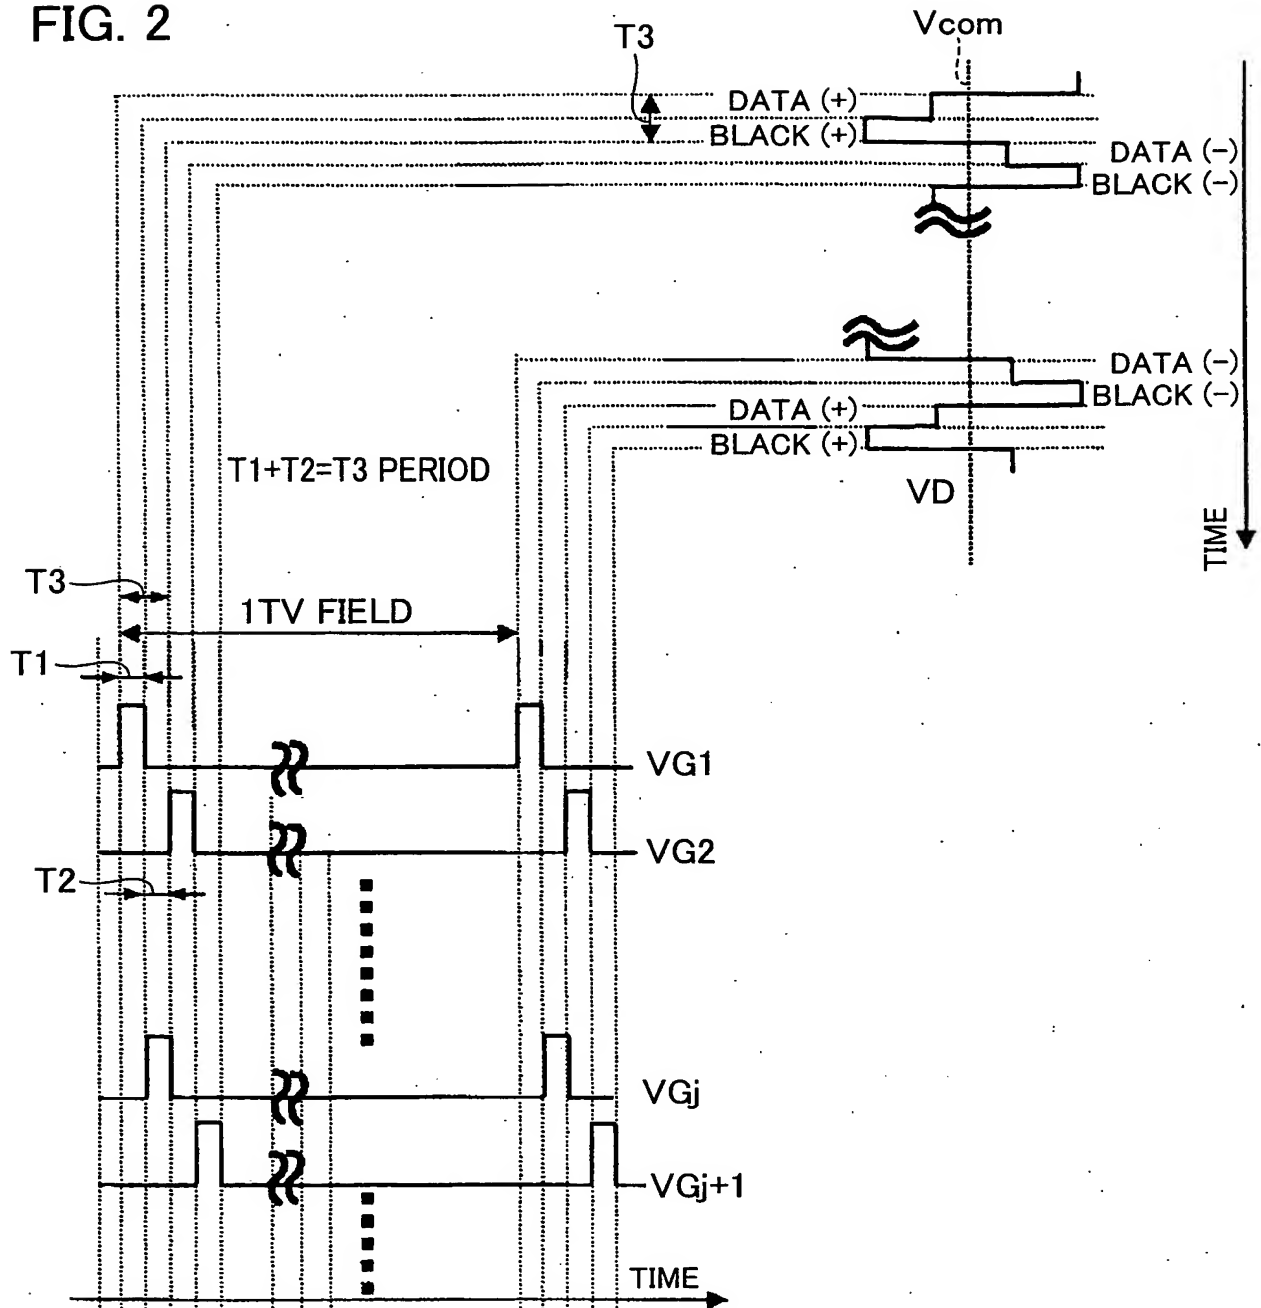 FIG. 2
T3
Vcom
DATA (+)
BLACK (+)
DATA (−)
BLACK (−)
DATA (−)
BLACK (−)
DATA (+)
BLACK (+)
T1+T2=T3 PERIOD
VD
TIME
T3
1TV FIELD
T1
VG1
VG2
T2
VGj
VGj+1
TIME